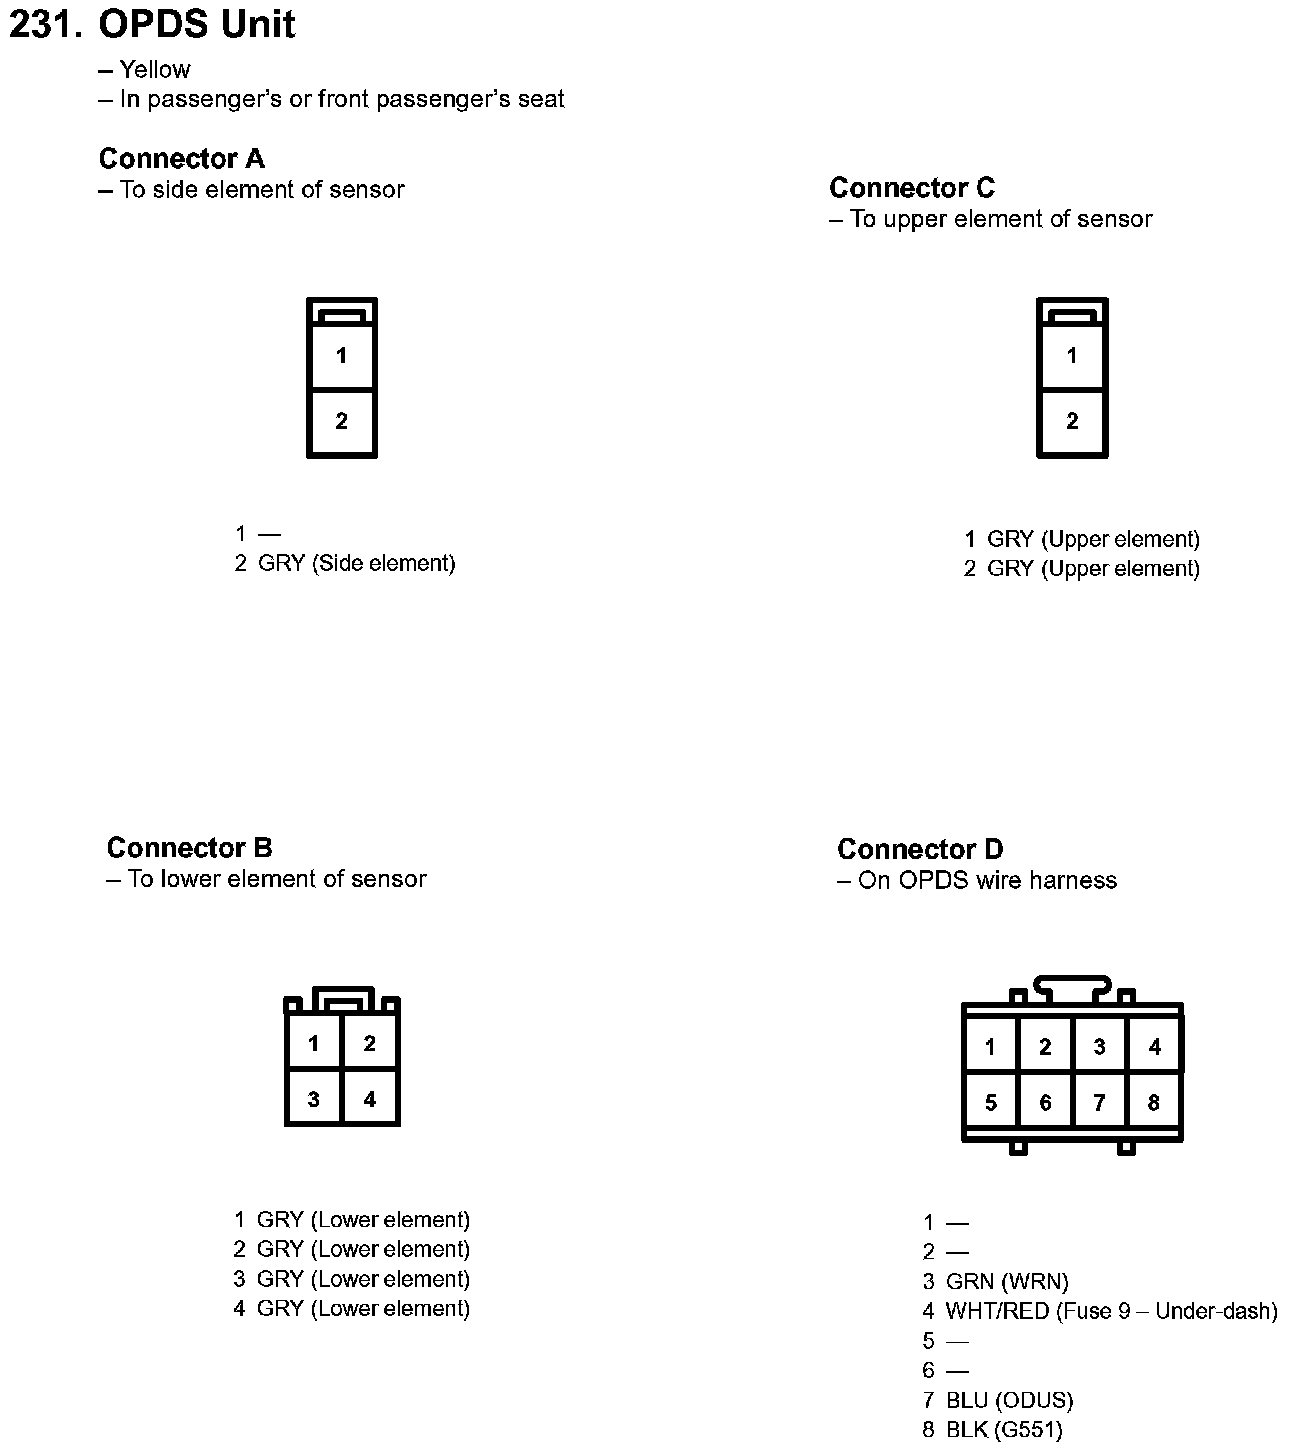 231. OPDS Unit
– Yellow
– In passenger’s or front passenger’s seat
Connector A
– To side element of sensor
1
2
1 —
2 GRY (Side element)
Connector C
– To upper element of sensor
1
2
1 GRY (Upper element)
2 GRY (Upper element)
Connector B
– To lower element of sensor
1 2
3 4
1 GRY (Lower element)
2 GRY (Lower element)
3 GRY (Lower element)
4 GRY (Lower element)
Connector D
– On OPDS wire harness
1 2 3 4
5 6 7 8
1 —
2 —
3 GRN (WRN)
4 WHT/RED (Fuse 9 – Under-dash)
5 —
6 —
7 BLU (ODUS)
8 BLK (G551)